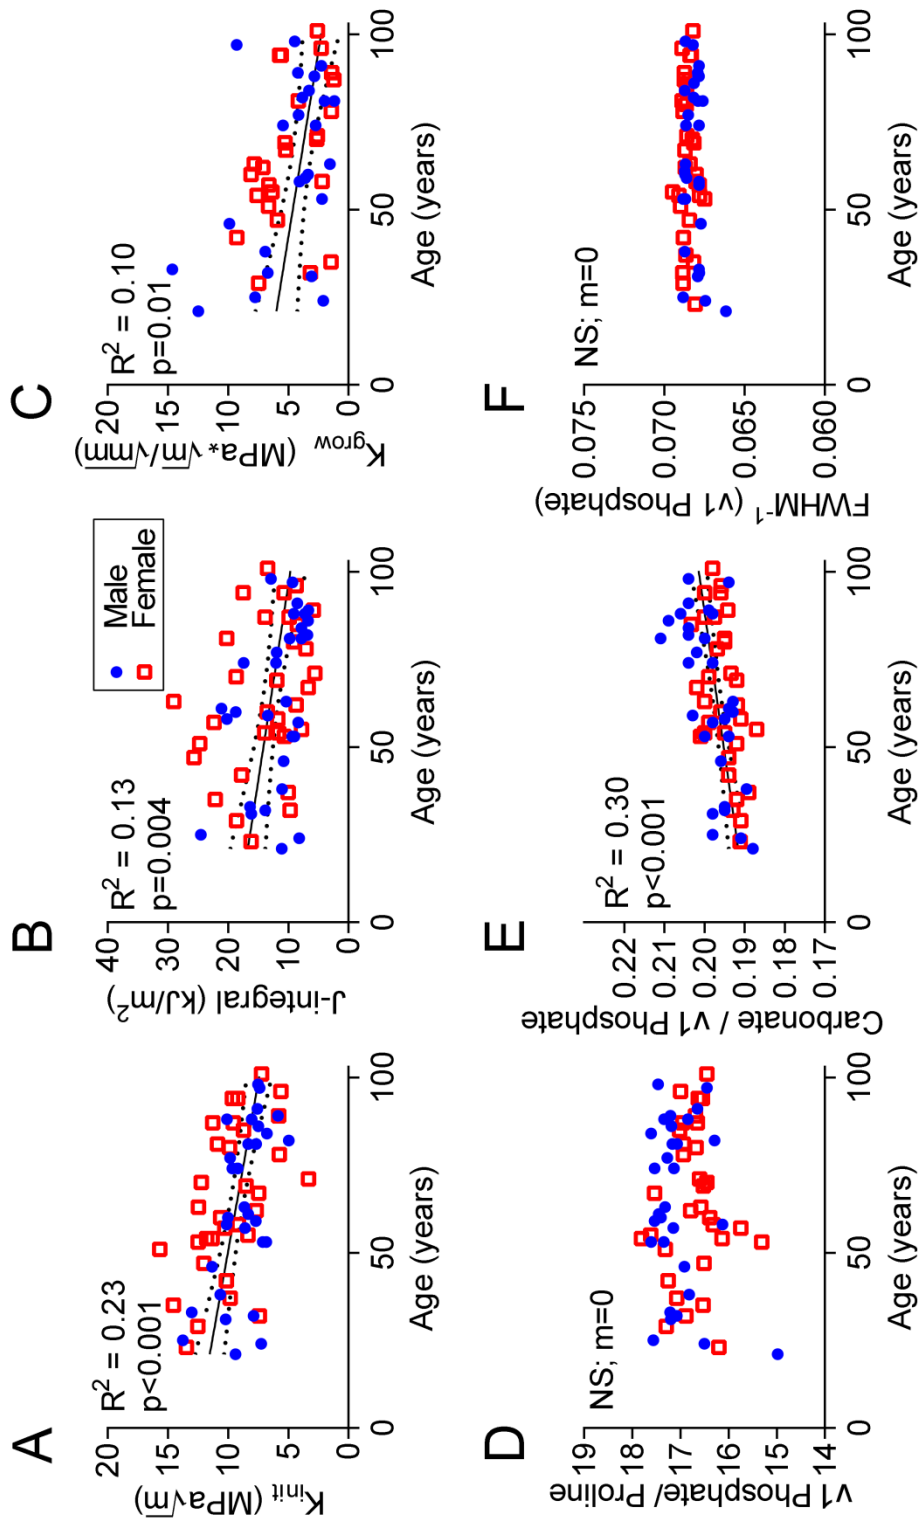 A
R² = 0.23
p<0.001
20
15
10
5
0
K_init (MPa√m)
0
50
100
Age (years)
B
R² = 0.13
p=0.004
40
30
20
10
0
J-integral (kJ/m²)
0
50
100
Age (years)
Male
Female
C
R² = 0.10
p=0.01
20
15
10
5
0
K_grow
(MPa*√m/√mm)
0
50
100
Age (years)
D
NS; m=0
19
18
17
16
15
14
v1 Phosphate/ Proline
0
50
100
Age (years)
E
R² = 0.30
p<0.001
0.22
0.21
0.20
0.19
0.18
0.17
Carbonate / v1 Phosphate
0
50
100
Age (years)
F
NS; m=0
0.075
0.070
0.065
0.060
FWHM⁻¹ (v1 Phosphate)
0
50
100
Age (years)